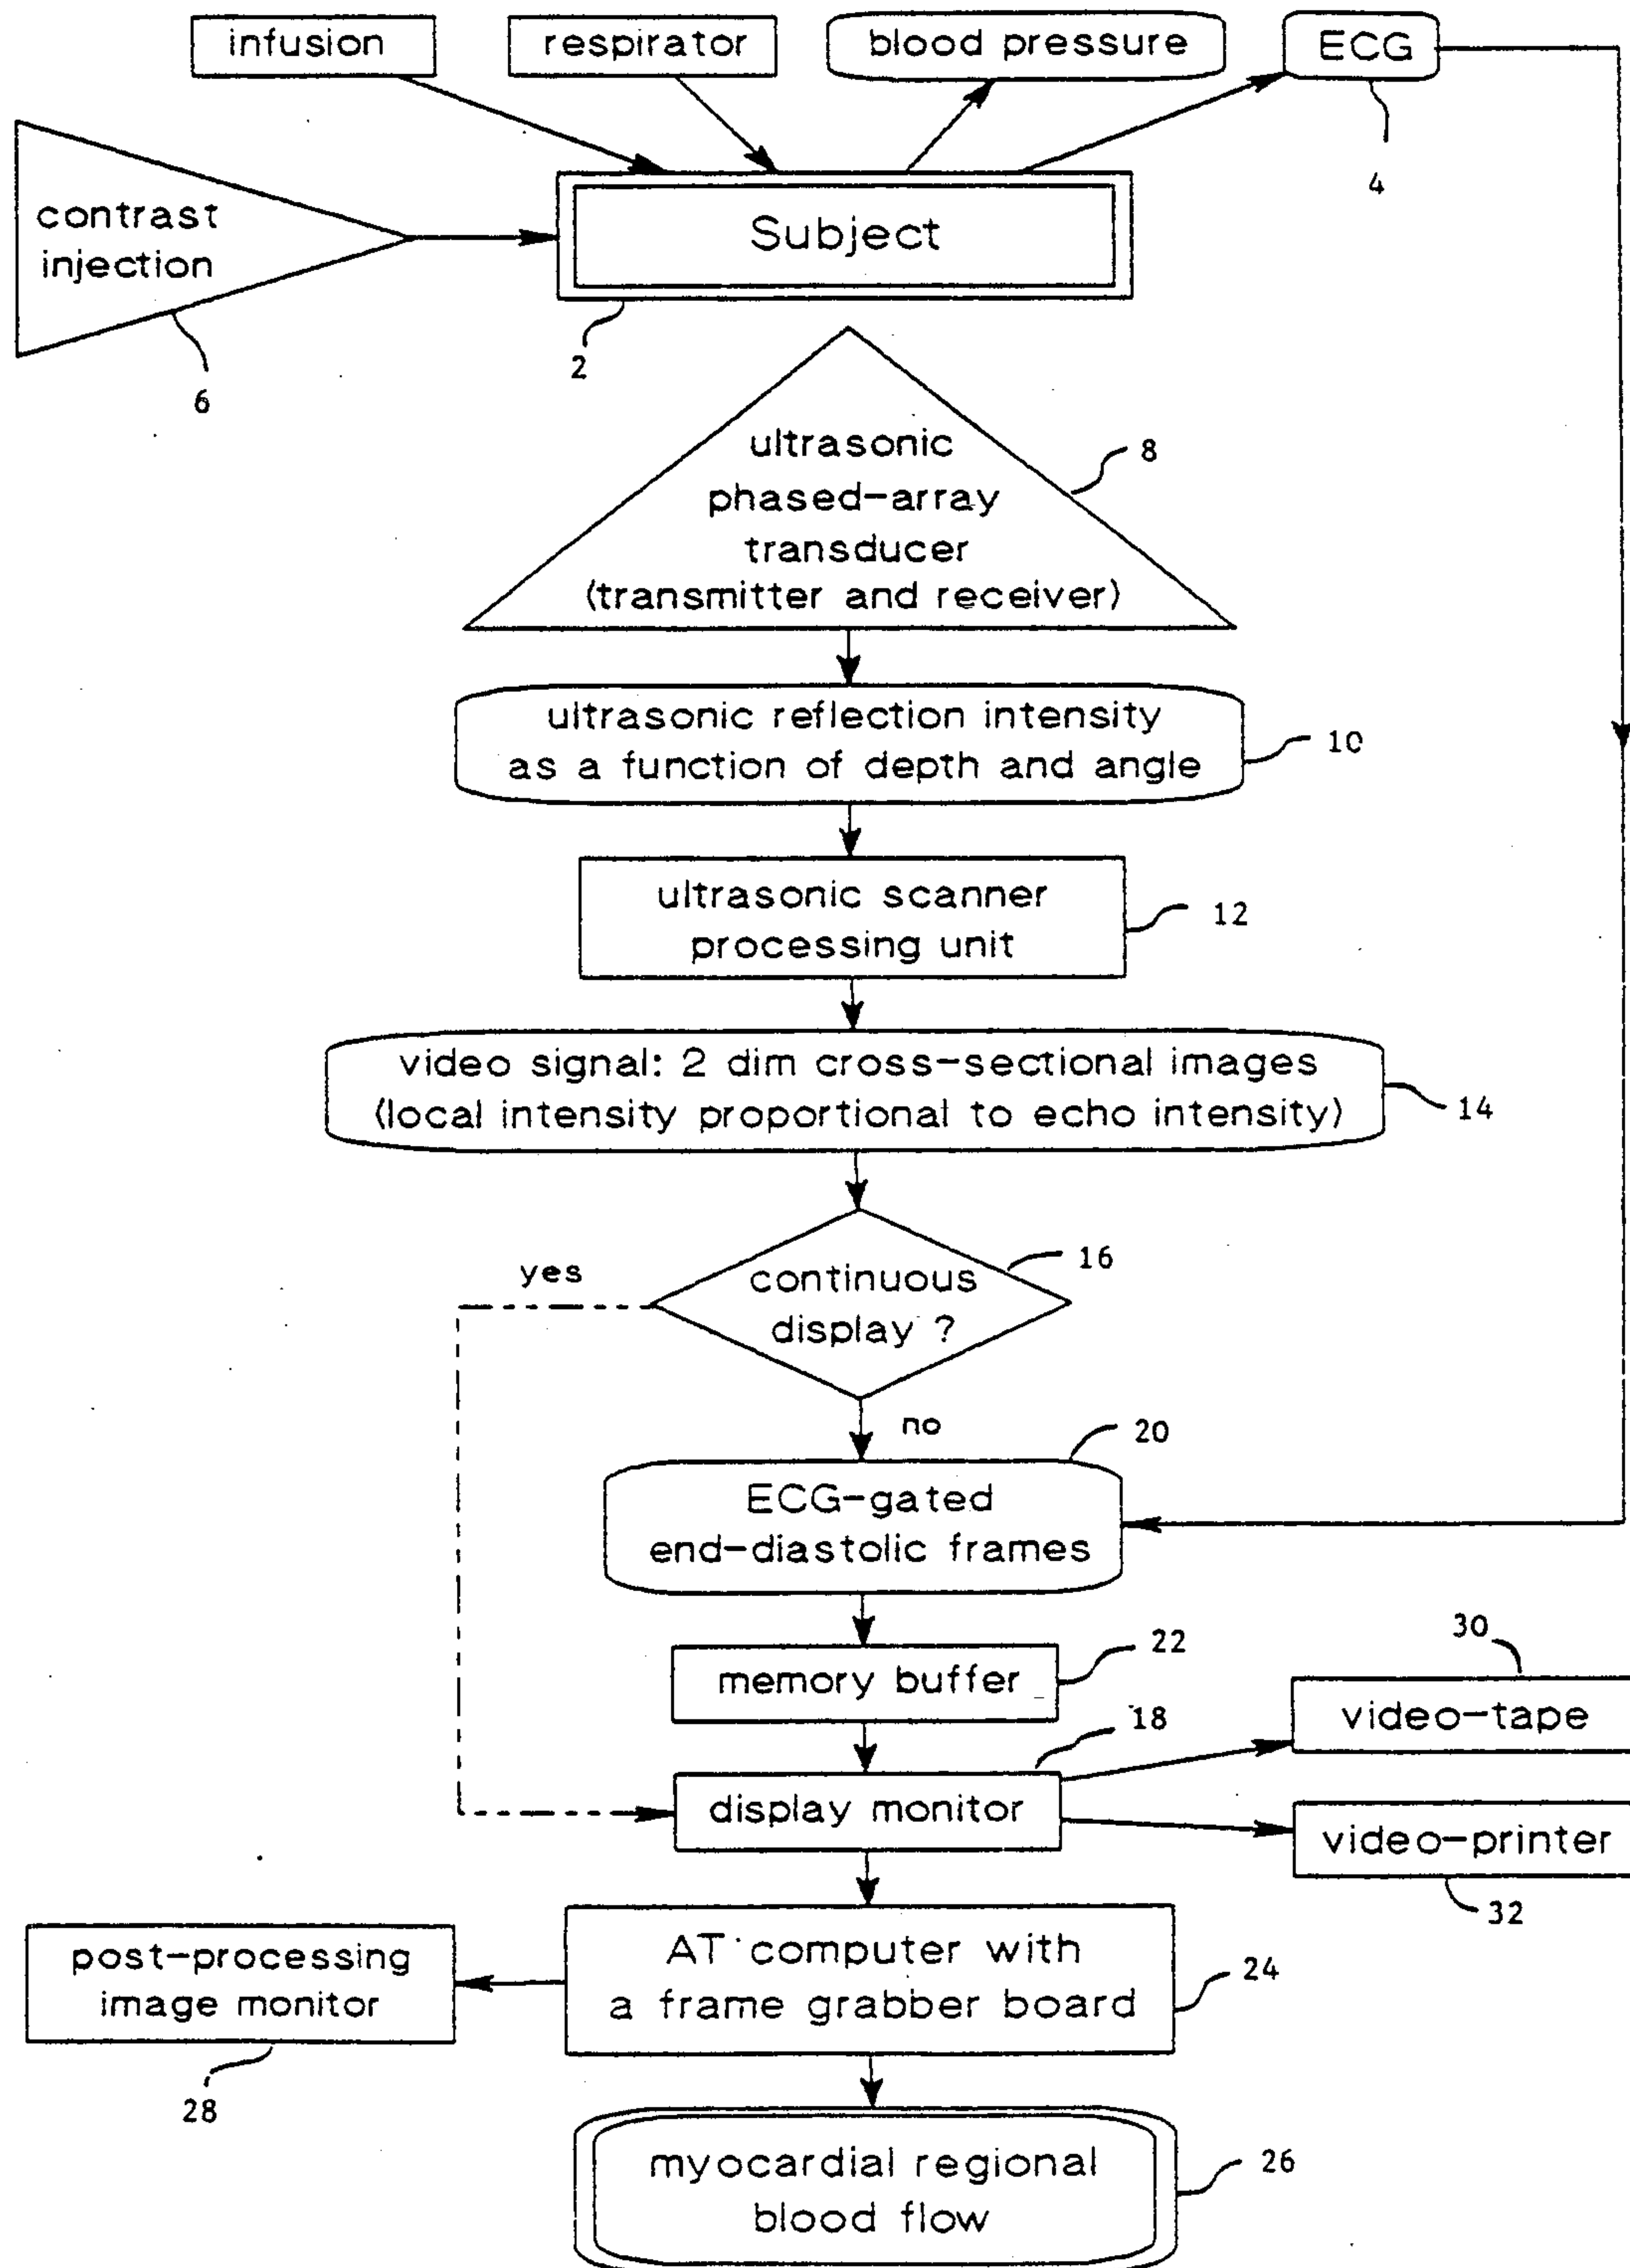 infusion
respirator
blood pressure
ECG
4
contrast
injection
6
Subject
2
ultrasonic
phased-array
transducer
(transmitter and receiver)
8
ultrasonic reflection intensity
as a function of depth and angle
10
ultrasonic scanner
processing unit
12
video signal: 2 dim cross-sectional images
(local intensity proportional to echo intensity)
14
continuous
display ?
16
yes
no
20
ECG-gated
end-diastolic frames
memory buffer
22
18
display monitor
30
video-tape
video-printer
32
AT computer with
a frame grabber board
24
post-processing
image monitor
28
myocardial regional
blood flow
26